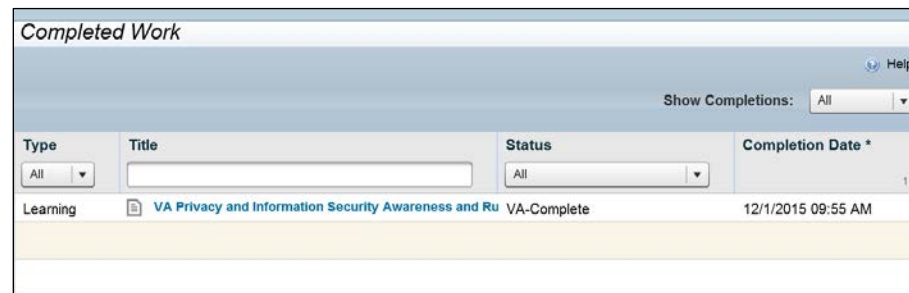 Completed Work
Help
Show Completions: All
Type Title Status Completion Date *
All All 1
Learning VA Privacy and Information Security Awareness and Ru VA-Complete 12/1/2015 09:55 AM